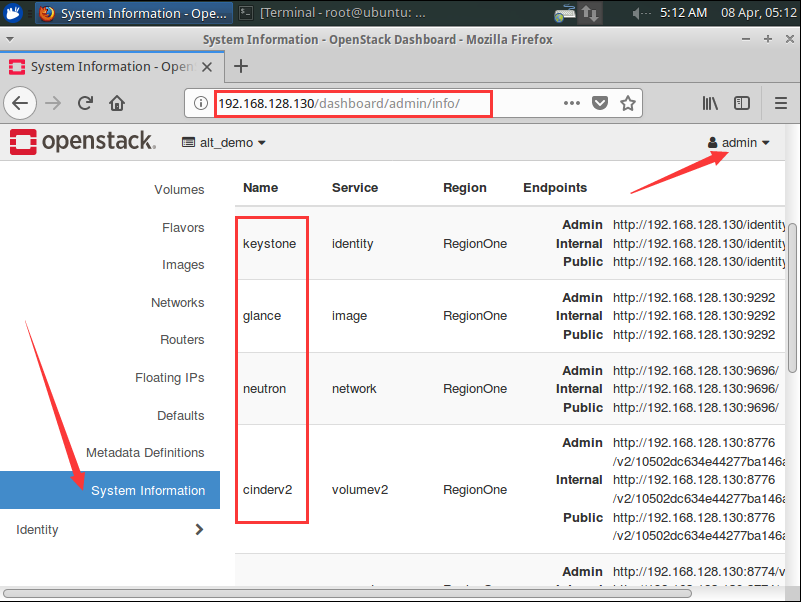 System Information - Ope... [Terminal - root@ubuntu: ... 5:12 AM 08 Apr, 05:12
System Information - OpenStack Dashboard - Mozilla Firefox
System Information - Open
192.168.128.130/dashboard/admin/info/
openstack. alt_demo admin
Volumes
Flavors
Images
Networks
Routers
Floating IPs
Defaults
Metadata Definitions
System Information
Identity
Name Service Region Endpoints
keystone identity RegionOne
Admin http://192.168.128.130/identity
Internal http://192.168.128.130/identity
Public http://192.168.128.130/identity
glance image RegionOne
Admin http://192.168.128.130:9292
Internal http://192.168.128.130:9292
Public http://192.168.128.130:9292
neutron network RegionOne
Admin http://192.168.128.130:9696/
Internal http://192.168.128.130:9696/
Public http://192.168.128.130:9696/
cinderv2 volumev2 RegionOne
Admin http://192.168.128.130:8776
/v2/10502dc634e44277ba146a
Internal http://192.168.128.130:8776
/v2/10502dc634e44277ba146a
Public http://192.168.128.130:8776
/v2/10502dc634e44277ba146a
Admin http://192.168.128.130:8774/v